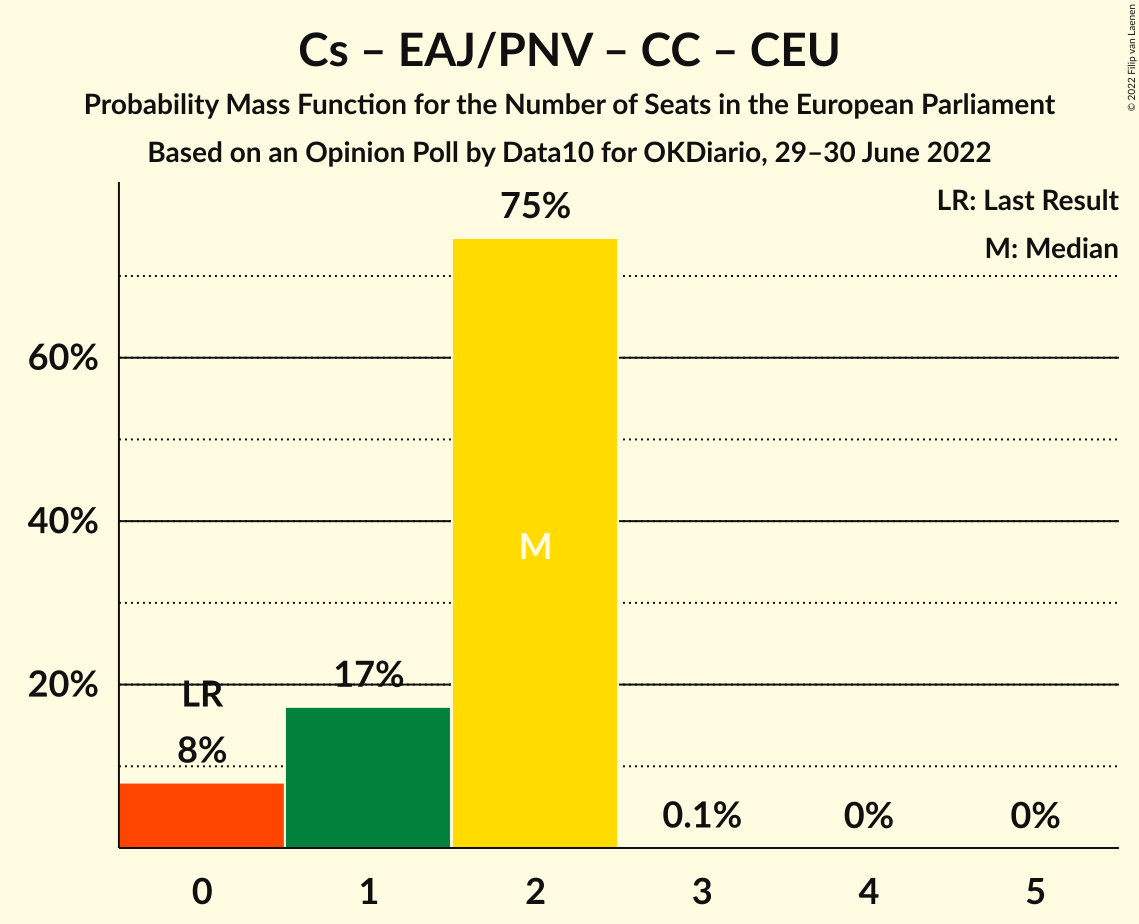 Cs – EAJ/PNV – CC – CEU
Probability Mass Function for the Number of Seats in the European Parliament
Based on an Opinion Poll by Data10 for OKDiario, 29–30 June 2022
© 2022 Filip van Laenen
LR: Last Result
M: Median
75%
60%
40%
M
20%
17%
LR
8%
0.1%
0%
0%
0 1 2 3 4 5